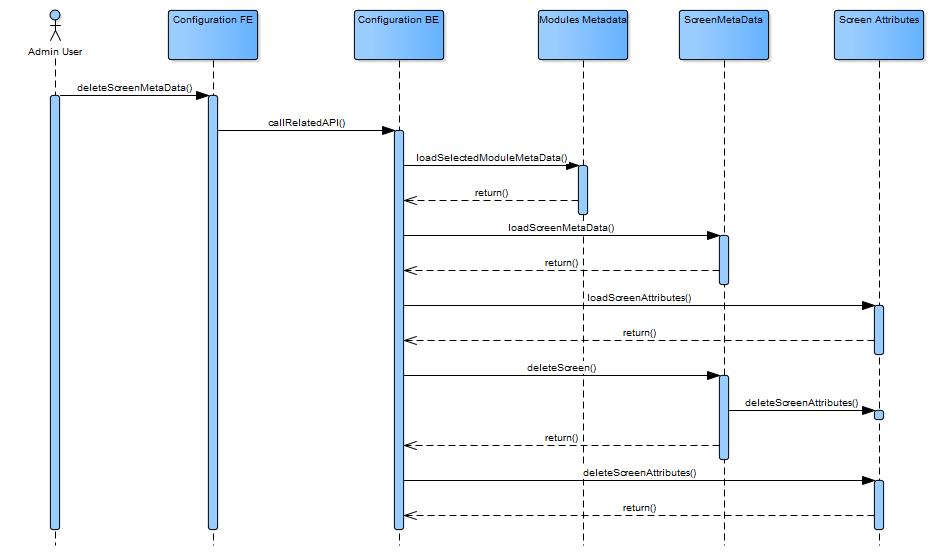 Configuration FE
Configuration BE
Modules Metadata
ScreenMetaData
Screen Attributes
Admin User
deleteScreenMetaData()
callRelatedAPI()
loadSelectedModuleMetaData()
return()
loadScreenMetaData()
return()
loadScreenAttributes()
return()
deleteScreen()
deleteScreenAttributes()
return()
deleteScreenAttributes()
return()